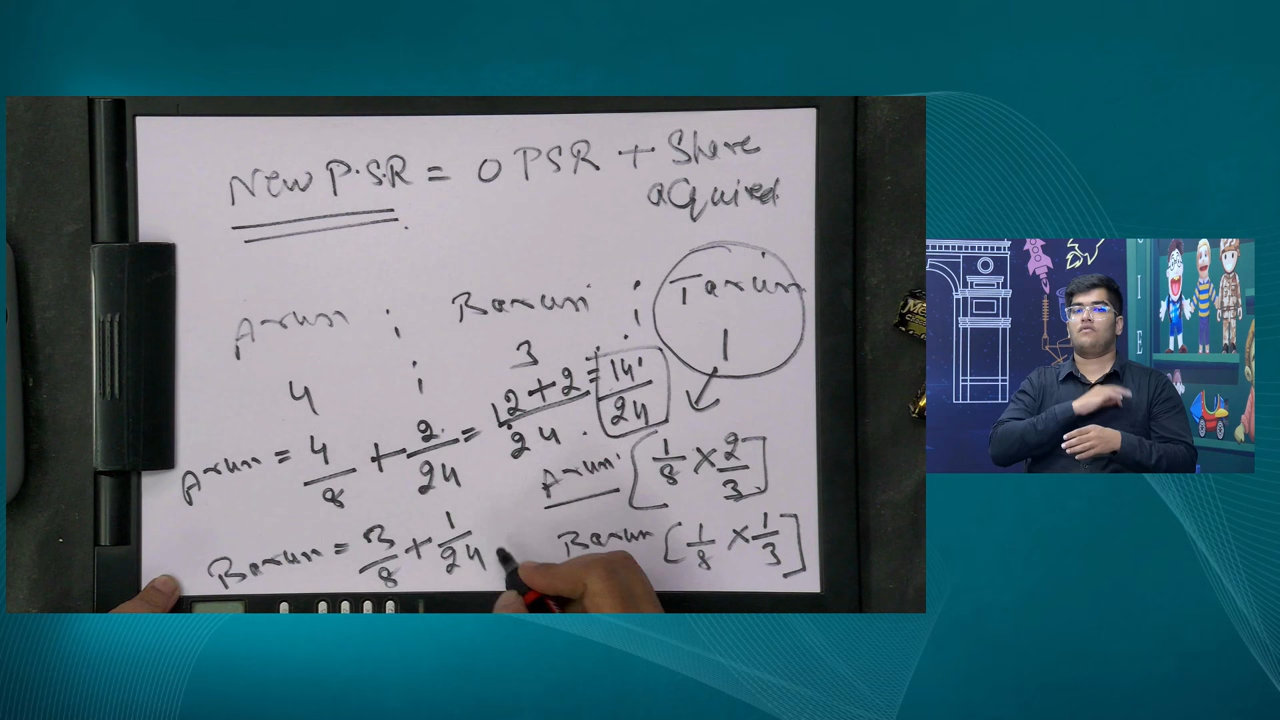 New P.S.R = O PSR + Share
acquired
Arun : Barun : Tarun
4 : 3 : 1
Arun = 4/8 + 2/24 = 12+2/24 = 14/24
Arun [1/8 × 2/3]
Barun = 3/8 + 1/24
Barun [1/8 × 1/3]